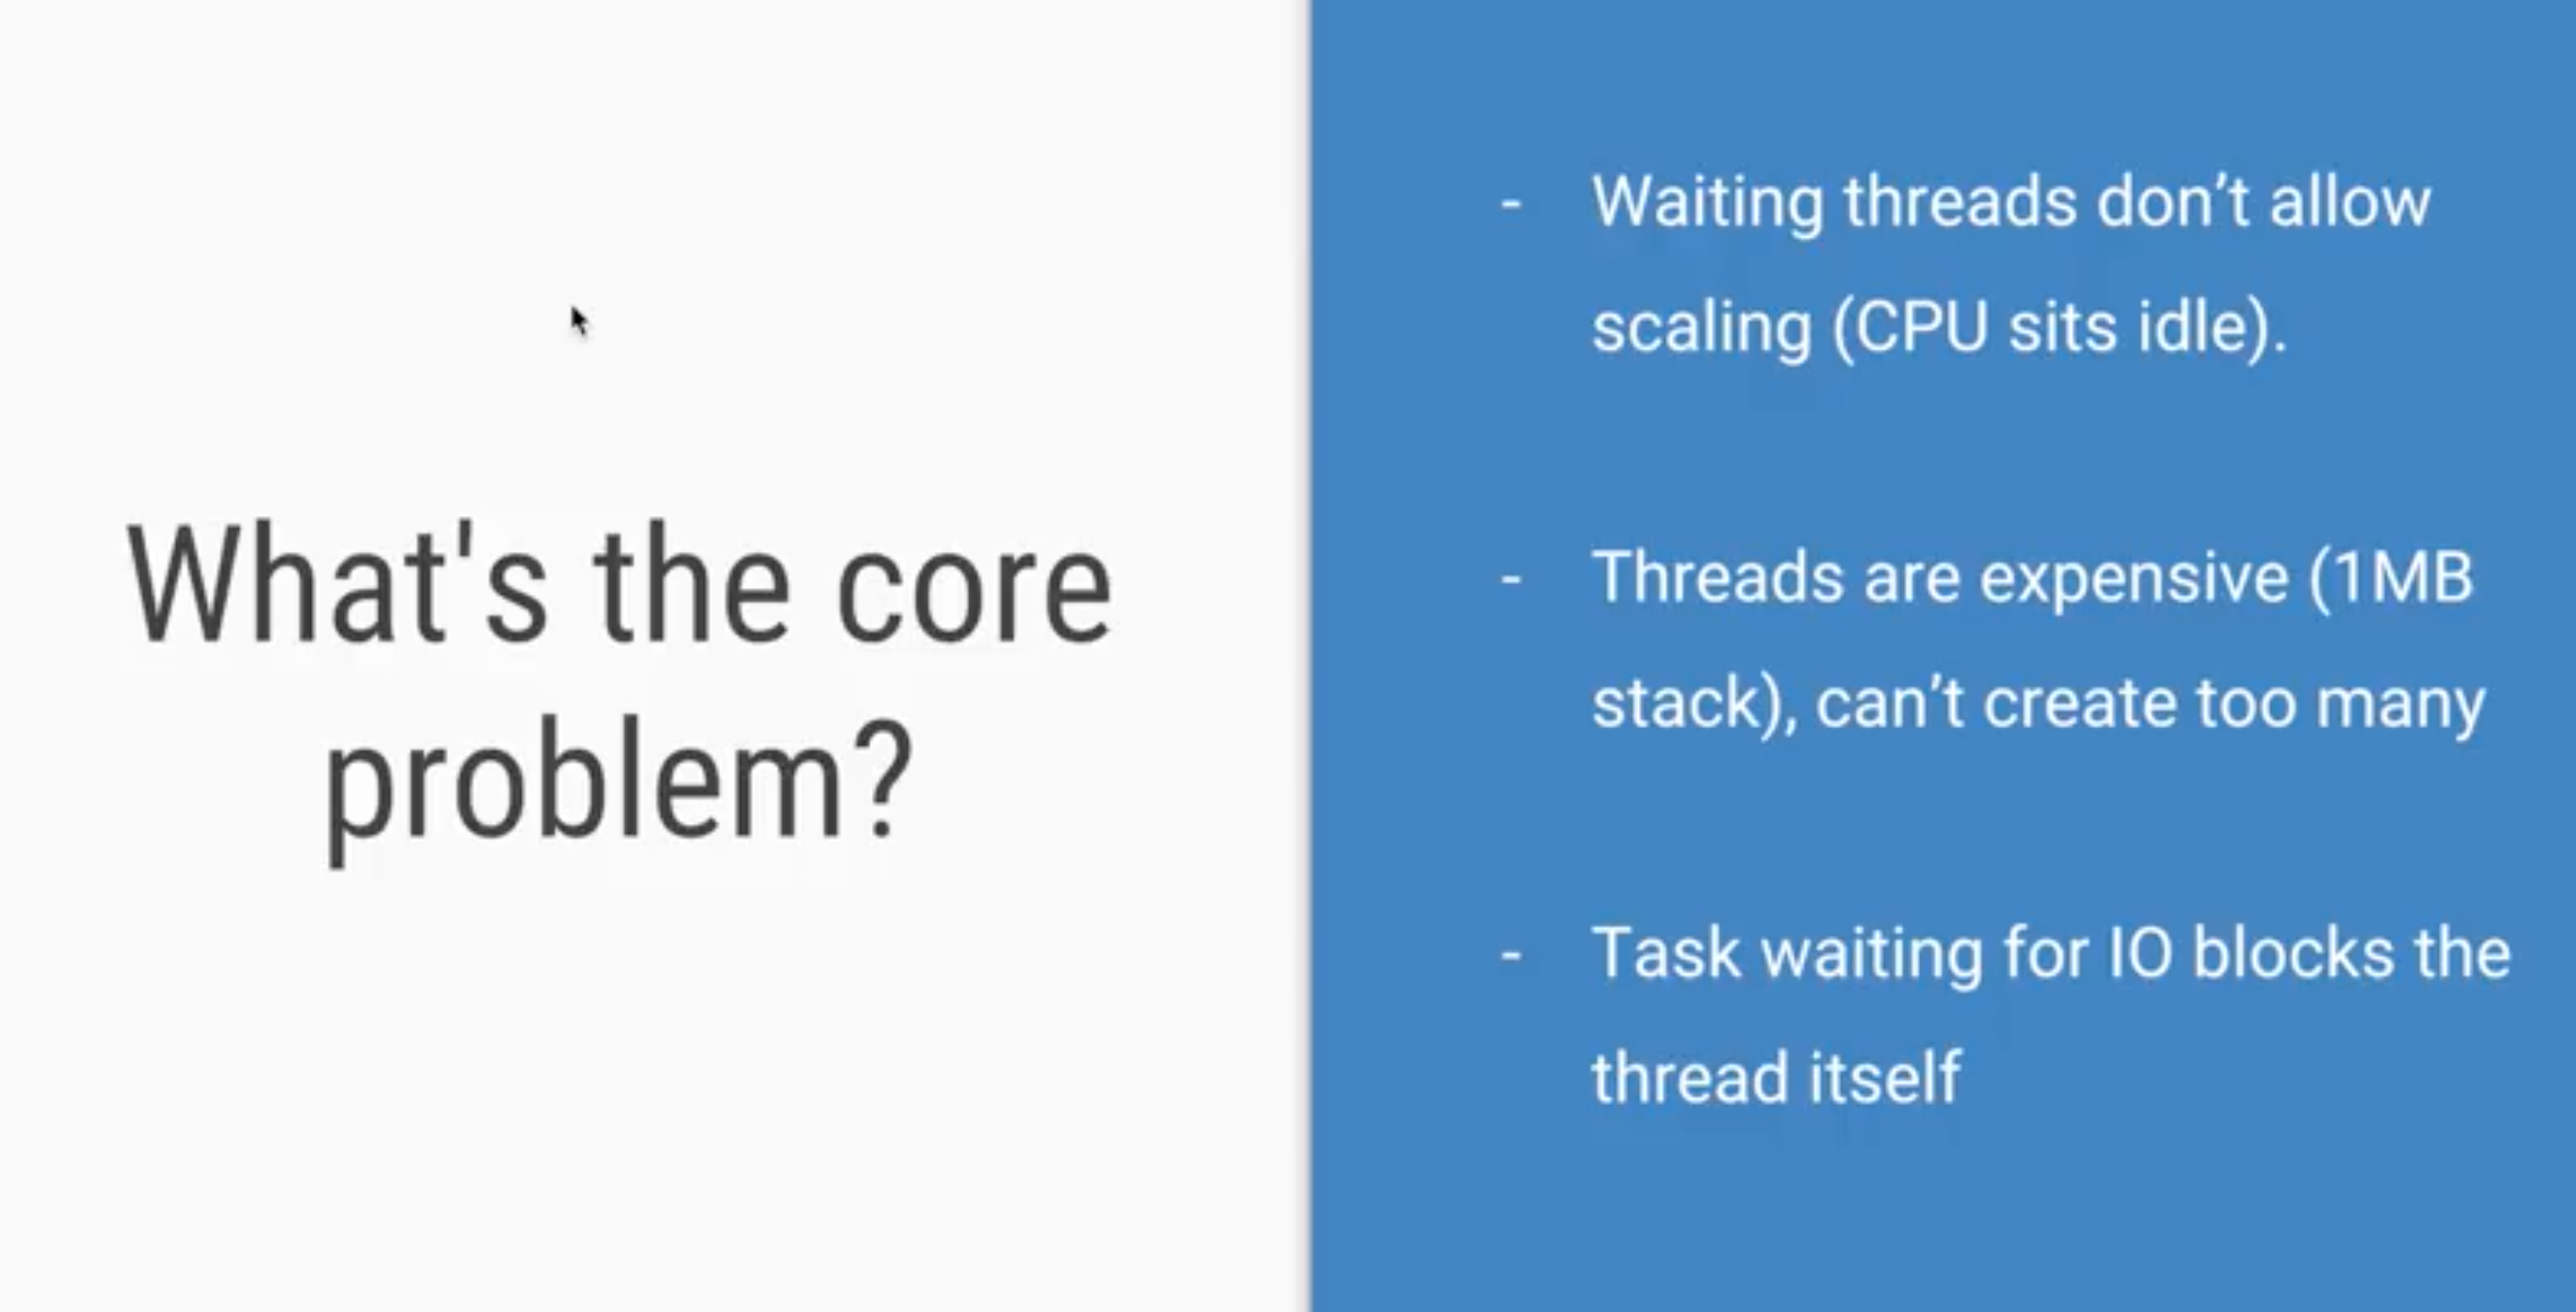 What's the core
problem?
- Waiting threads don’t allow
scaling (CPU sits idle).
- Threads are expensive (1MB
stack), can’t create too many
- Task waiting for IO blocks the
thread itself